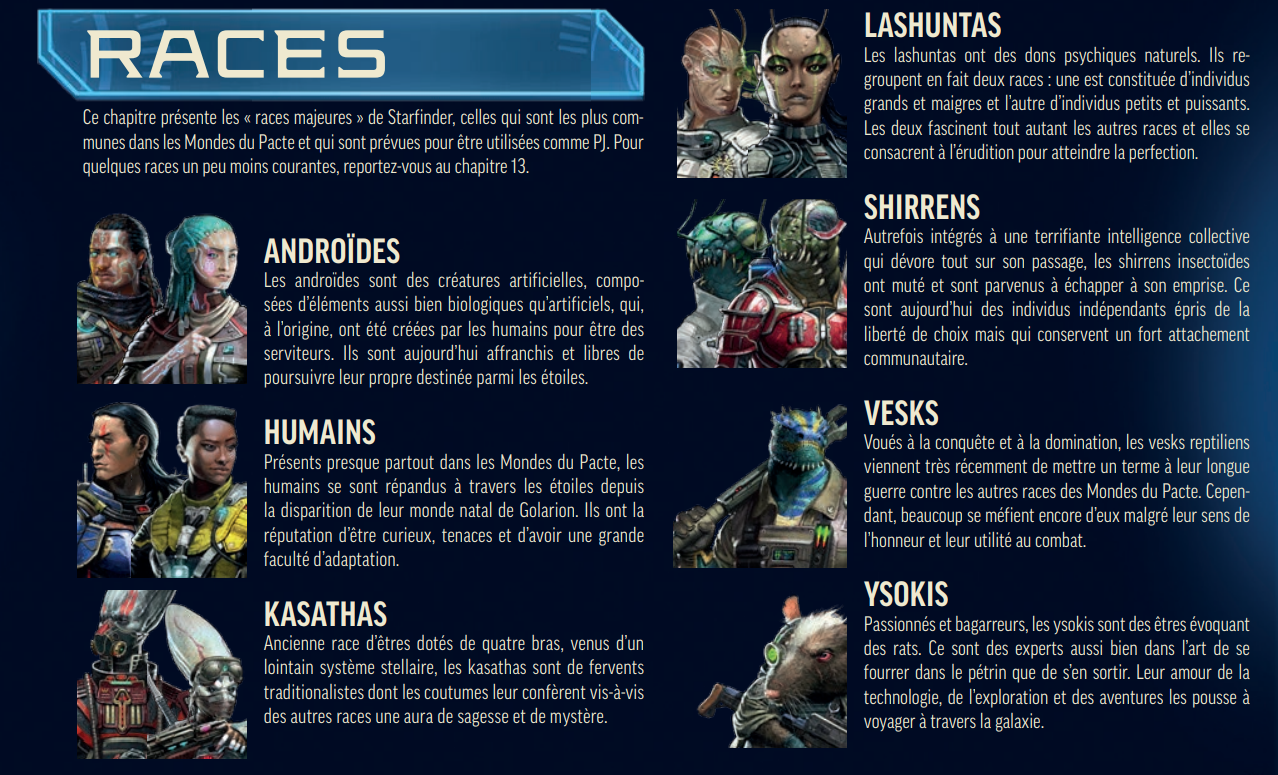 RACES
Ce chapitre présente les « races majeures » de Starfinder, celles qui sont les plus com-
munes dans les Mondes du Pacte et qui sont prévues pour être utilisées comme PJ. Pour
quelques races un peu moins courantes, reportez-vous au chapitre 13.
ANDROÏDES
Les androïdes sont des créatures artificielles, compo-
sées d'éléments aussi bien biologiques qu'artificiels, qui,
à l'origine, ont été créées par les humains pour être des
serviteurs. Ils sont aujourd'hui affranchis et libres de
poursuivre leur propre destinée parmi les étoiles.
HUMAINS
Présents presque partout dans les Mondes du Pacte, les
humains se sont répandus à travers les étoiles depuis
la disparition de leur monde natal de Golarion. Ils ont la
réputation d'être curieux, tenaces et d'avoir une grande
faculté d'adaptation.
KASATHAS
Ancienne race d'êtres dotés de quatre bras, venus d'un
lointain système stellaire, les kasathas sont de fervents
traditionalistes dont les coutumes leur confèrent vis-à-vis
des autres races une aura de sagesse et de mystère.
LASHUNTAS
Les lashuntas ont des dons psychiques naturels. Ils re-
groupent en fait deux races : une est constituée d'individus
grands et maigres et l'autre d'individus petits et puissants.
Les deux fascinent tout autant les autres races et elles se
consacrent à l'érudition pour atteindre la perfection.
SHIRRENS
Autrefois intégrés à une terrifiante intelligence collective
qui dévore tout sur son passage, les shirrens insectoïdes
ont muté et sont parvenus à échapper à son emprise. Ce
sont aujourd'hui des individus indépendants épris de la
liberté de choix mais qui conservent un fort attachement
communautaire.
VESKS
Voués à la conquête et à la domination, les vesks reptiliens
viennent très récemment de mettre un terme à leur longue
guerre contre les autres races des Mondes du Pacte. Cepen-
dant, beaucoup se méfient encore d'eux malgré leur sens de
l'honneur et leur utilité au combat.
YSOKIS
Passionnés et bagarreurs, les ysokis sont des êtres évoquant
des rats. Ce sont des experts aussi bien dans l'art de se
fourrer dans le pétrin que de s'en sortir. Leur amour de la
technologie, de l'exploration et des aventures les pousse à
voyager à travers la galaxie.